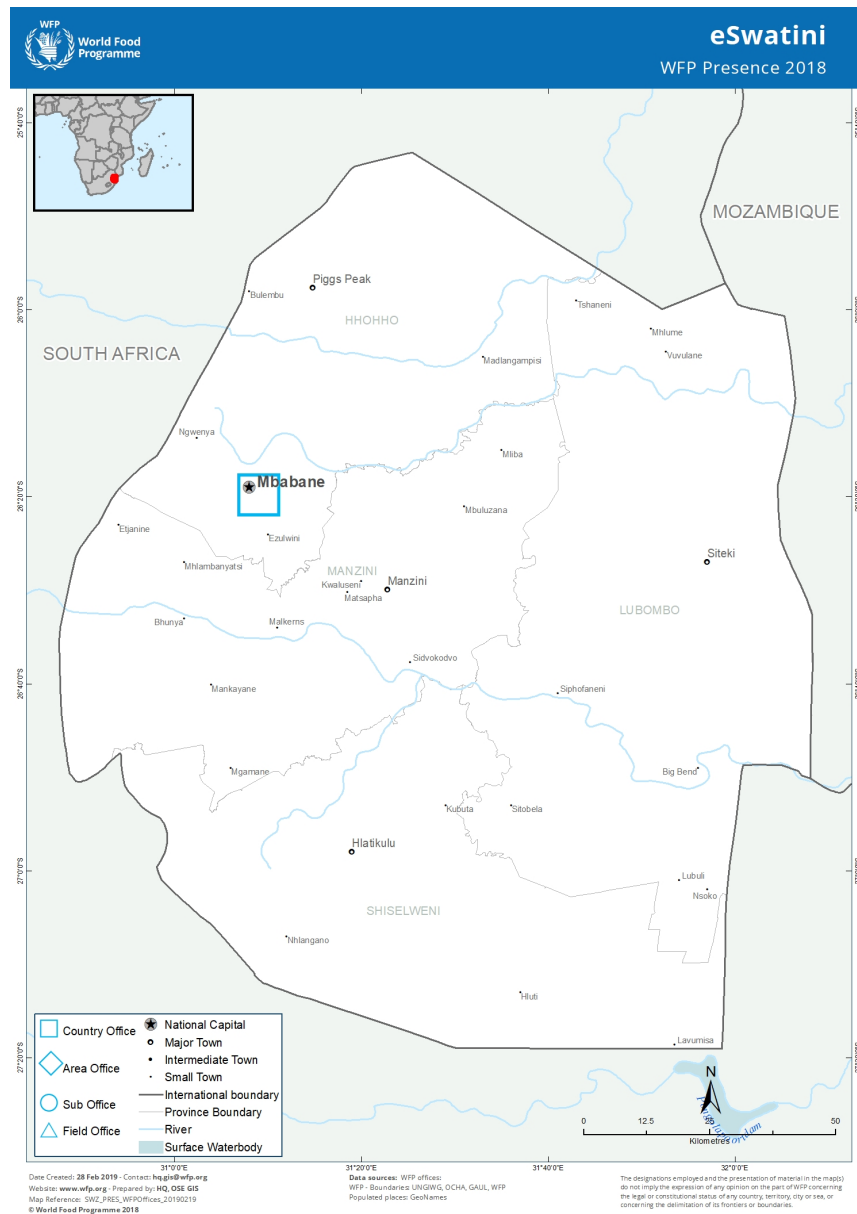 WFP
World Food
Programme
eSwatini
WFP Presence 2018
25°40'0"S
MOZAMBIQUE
Piggs Peak
Bulembu
Tshaneni
26°0'0"S
HHOHHO
Mhlume
SOUTH AFRICA
Vuvulane
Madlangampisi
Ngwenya
Mliba
Mbabane
26°20'0"S
Mbuluzana
Etjanine
Ezulwini
Siteki
Mhlambanyatsi
MANZINI
Kwaluseni
Manzini
Matsapha
LUBOMBO
Bhunya
Malkerns
Sidvokodvo
26°40'0"S
Mankayane
Siphofaneni
Mgamane
Big Bend
Kubuta
Sitobela
Hlatikulu
27°0'0"S
Lubuli
Nsoko
SHISELWENI
Nhlangano
Hluti
Lavumisa
27°20'0"S
Country Office
Area Office
Sub Office
Field Office
National Capital
Major Town
Intermediate Town
Small Town
International boundary
Province Boundary
River
Surface Waterbody
N
0 12.5 25 50
Kilometres
31°0'0"E 31°20'0"E 31°40'0"E 32°0'0"E
Date Created: 28 Feb 2019 - Contact: hq.gis@wfp.org
Website: www.wfp.org - Prepared by: HQ, OSE GIS
Map Reference: SWZ_PRES_WFPOffices_20190219
© World Food Programme 2018
Data sources: WFP offices:
WFP - Boundaries: UNGIWG, OCHA, GAUL, WFP
Populated places: GeoNames
The designations employed and the presentation of material in the map(s)
do not imply the expression of any opinion on the part of WFP concerning
the legal or constitutional status of any country, territory, city or sea, or
concerning the delimitation of its frontiers or boundaries.